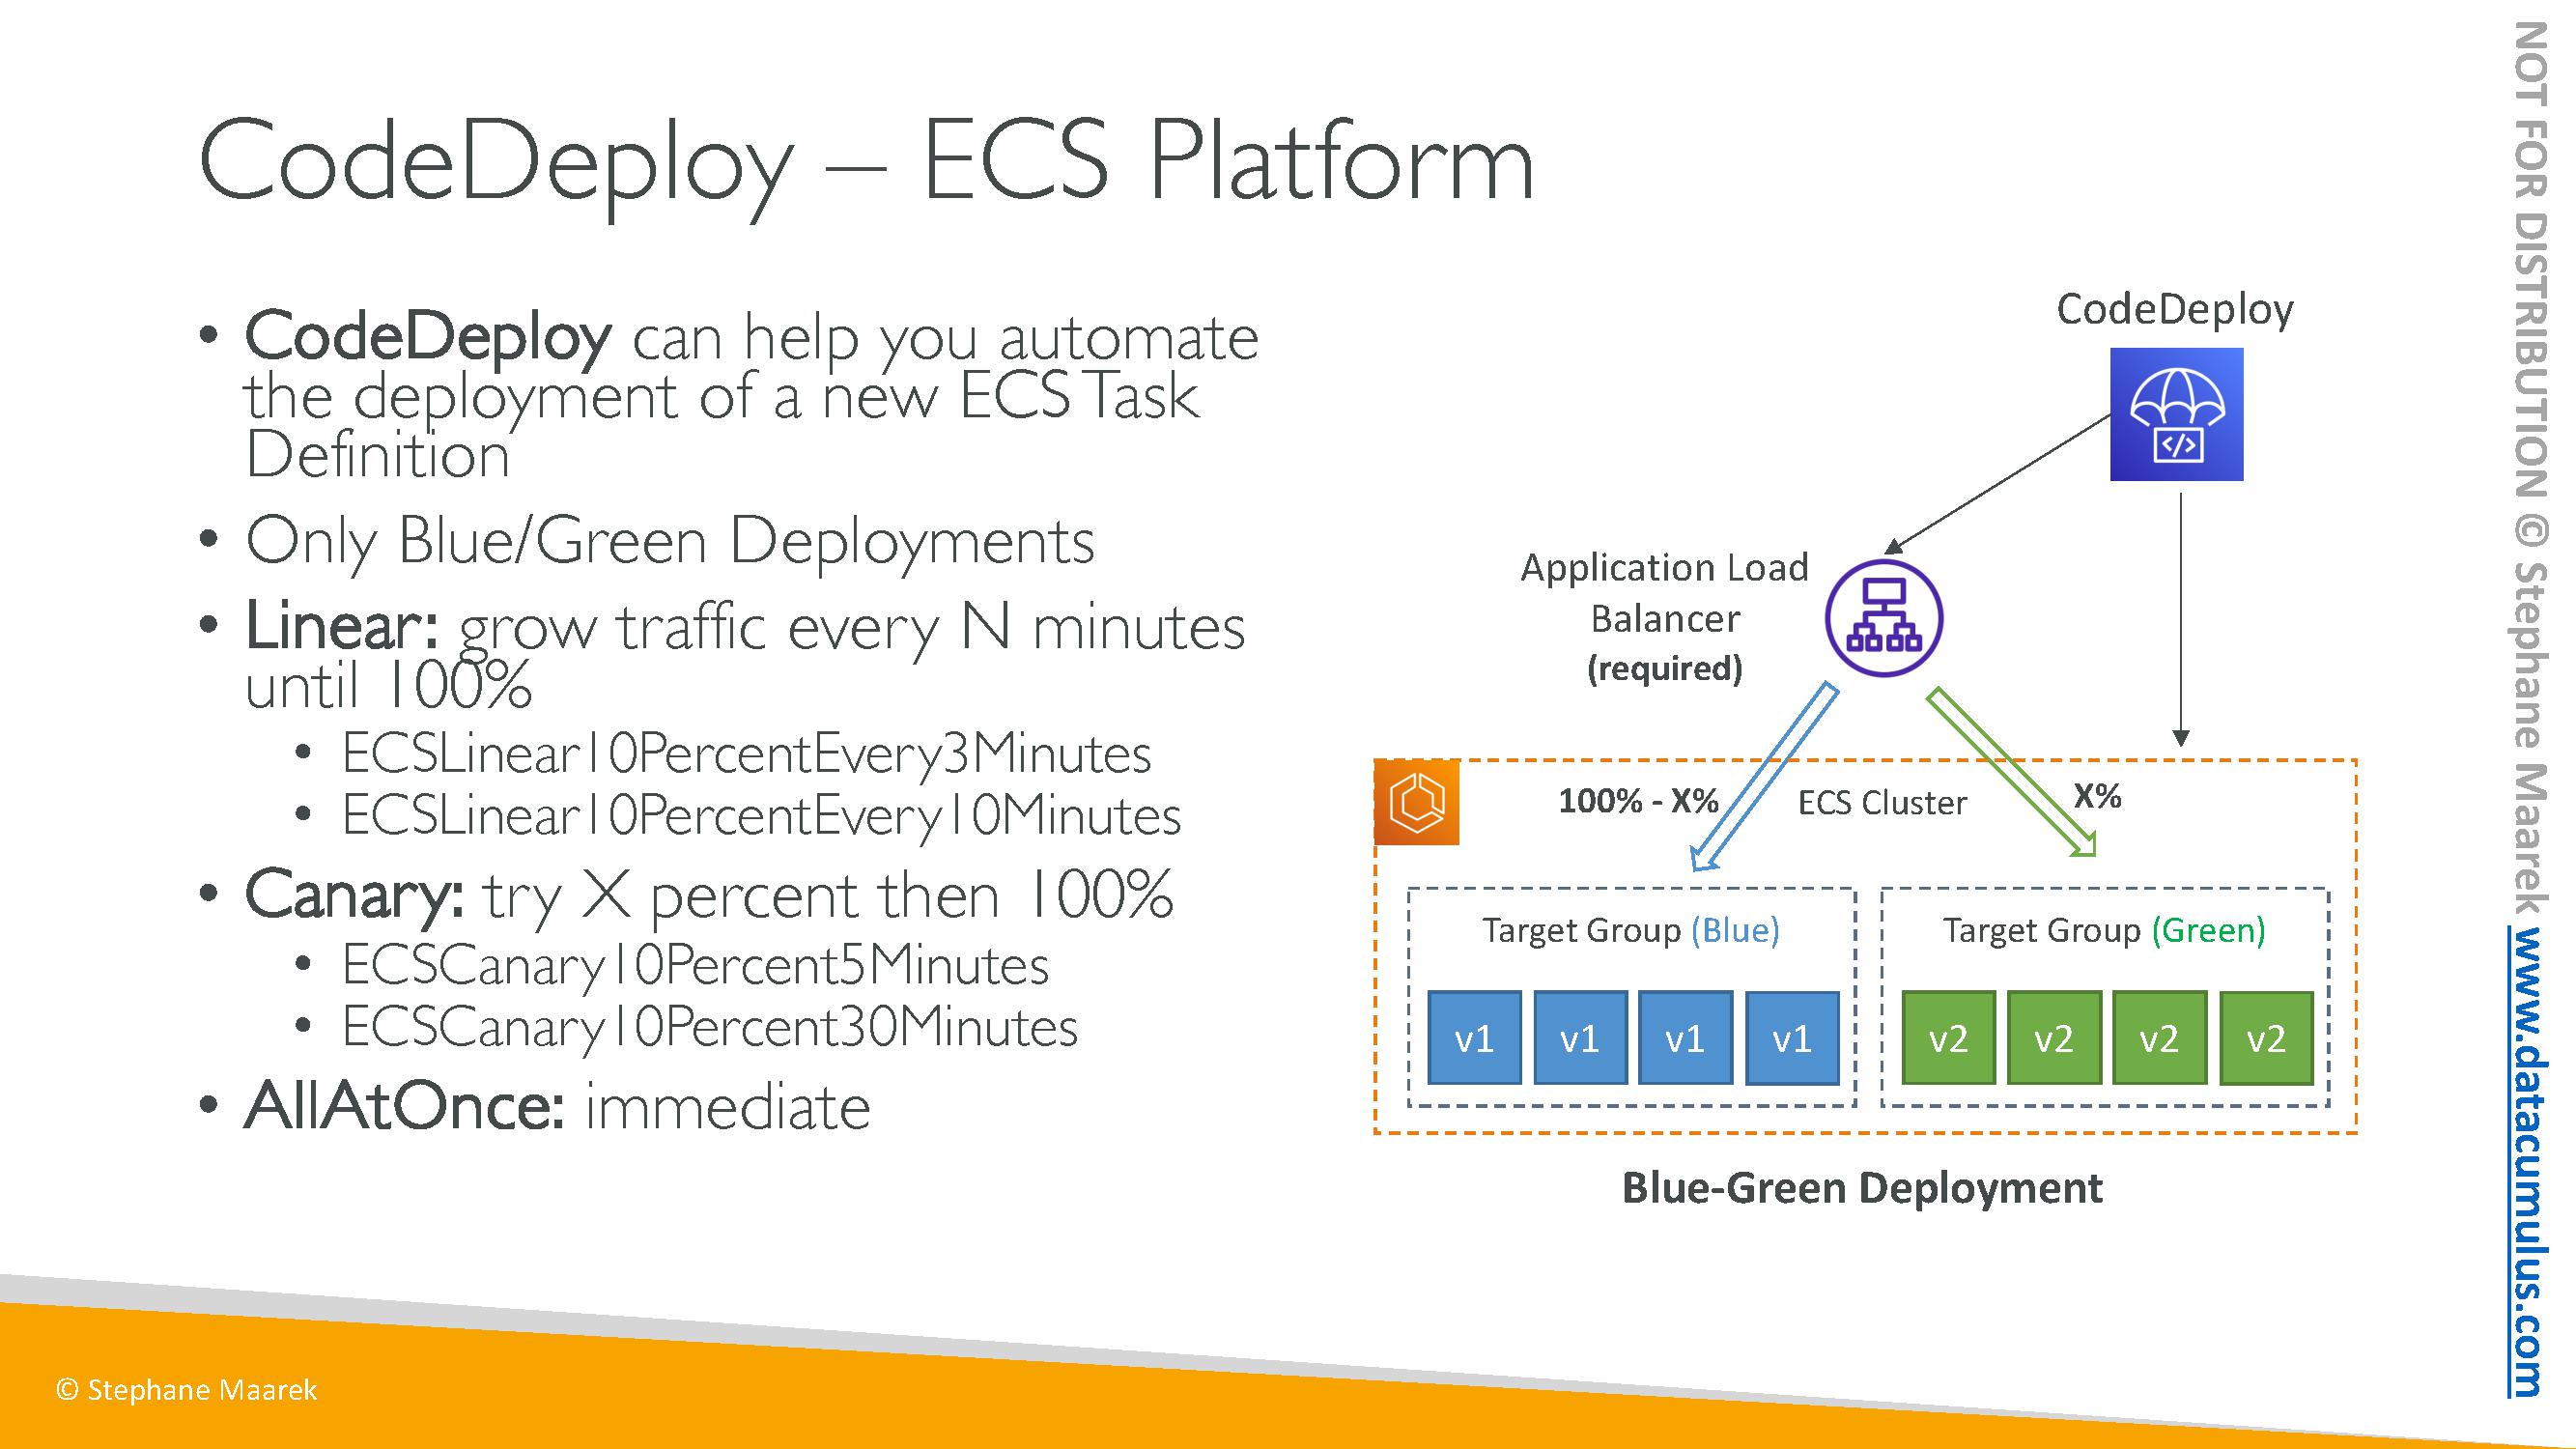 CodeDeploy – ECS Platform
• CodeDeploy can help you automate
the deployment of a new ECS Task
Definition
• Only Blue/Green Deployments
• Linear: grow traffic every N minutes
until 100%
• ECSLinear10PercentEvery3Minutes
• ECSLinear10PercentEvery10Minutes
• Canary: try X percent then 100%
• ECSCanary10Percent5Minutes
• ECSCanary10Percent30Minutes
• AllAtOnce: immediate
CodeDeploy
</>
Application Load
Balancer
(required)
100% - X%
ECS Cluster
X%
Target Group (Blue)
Target Group (Green)
v1 v1 v1 v1
v2 v2 v2 v2
Blue-Green Deployment
© Stephane Maarek
NOT FOR DISTRIBUTION © Stephane Maarek www.datacumulus.com